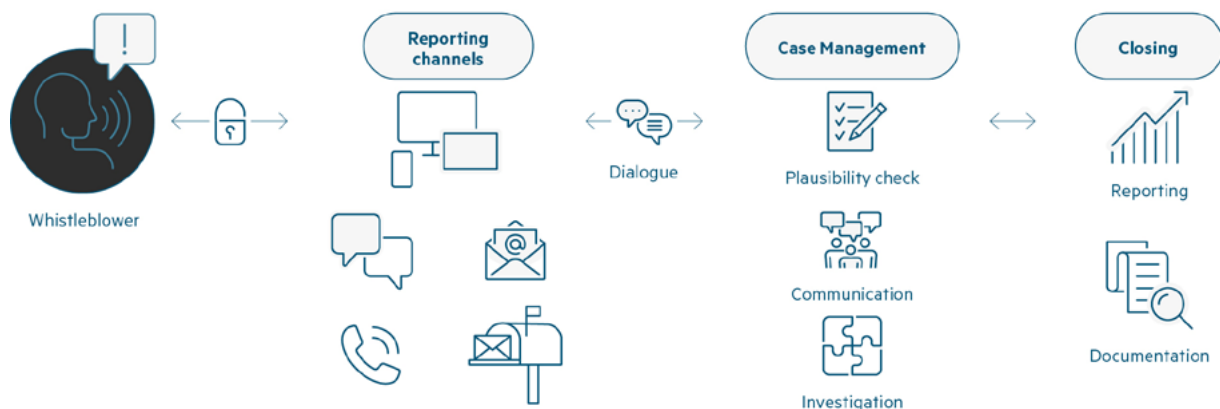 !
Reporting
channels
Case Management
Closing
Whistleblower
Dialogue
Plausibility check
Reporting
@
Communication
Documentation
Investigation